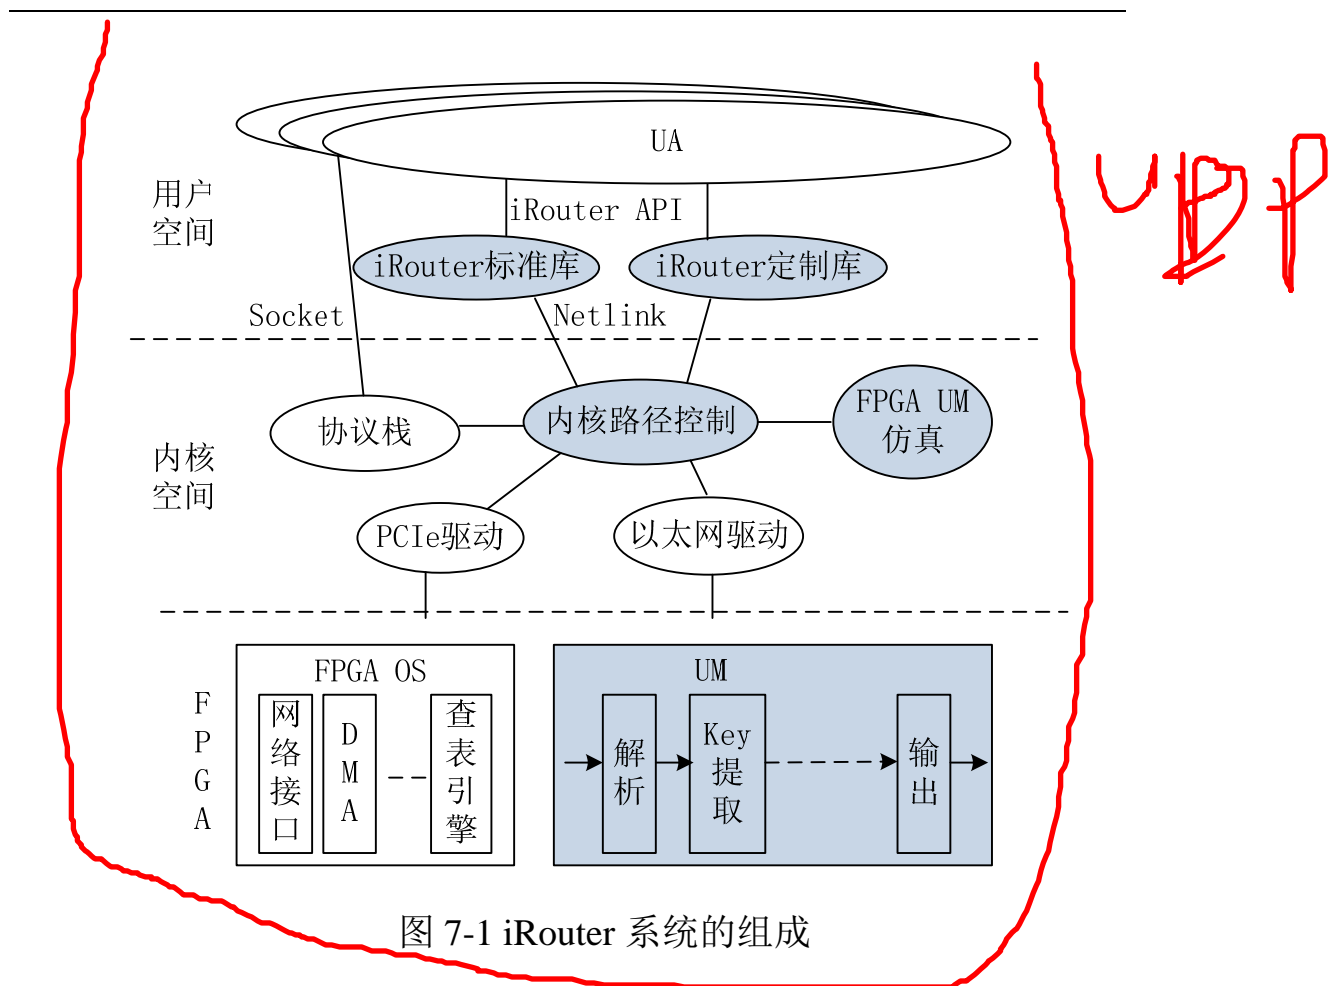 UA
用户
空间
iRouter API
iRouter标准库
iRouter定制库
Socket
Netlink
内核
空间
协议栈
内核路径控制
FPGA UM
仿真
PCIe驱动
以太网驱动
FPGA
FPGA OS
网络接口
DMA
查表引擎
UM
解析
Key
提取
输出
图 7-1 iRouter 系统的组成